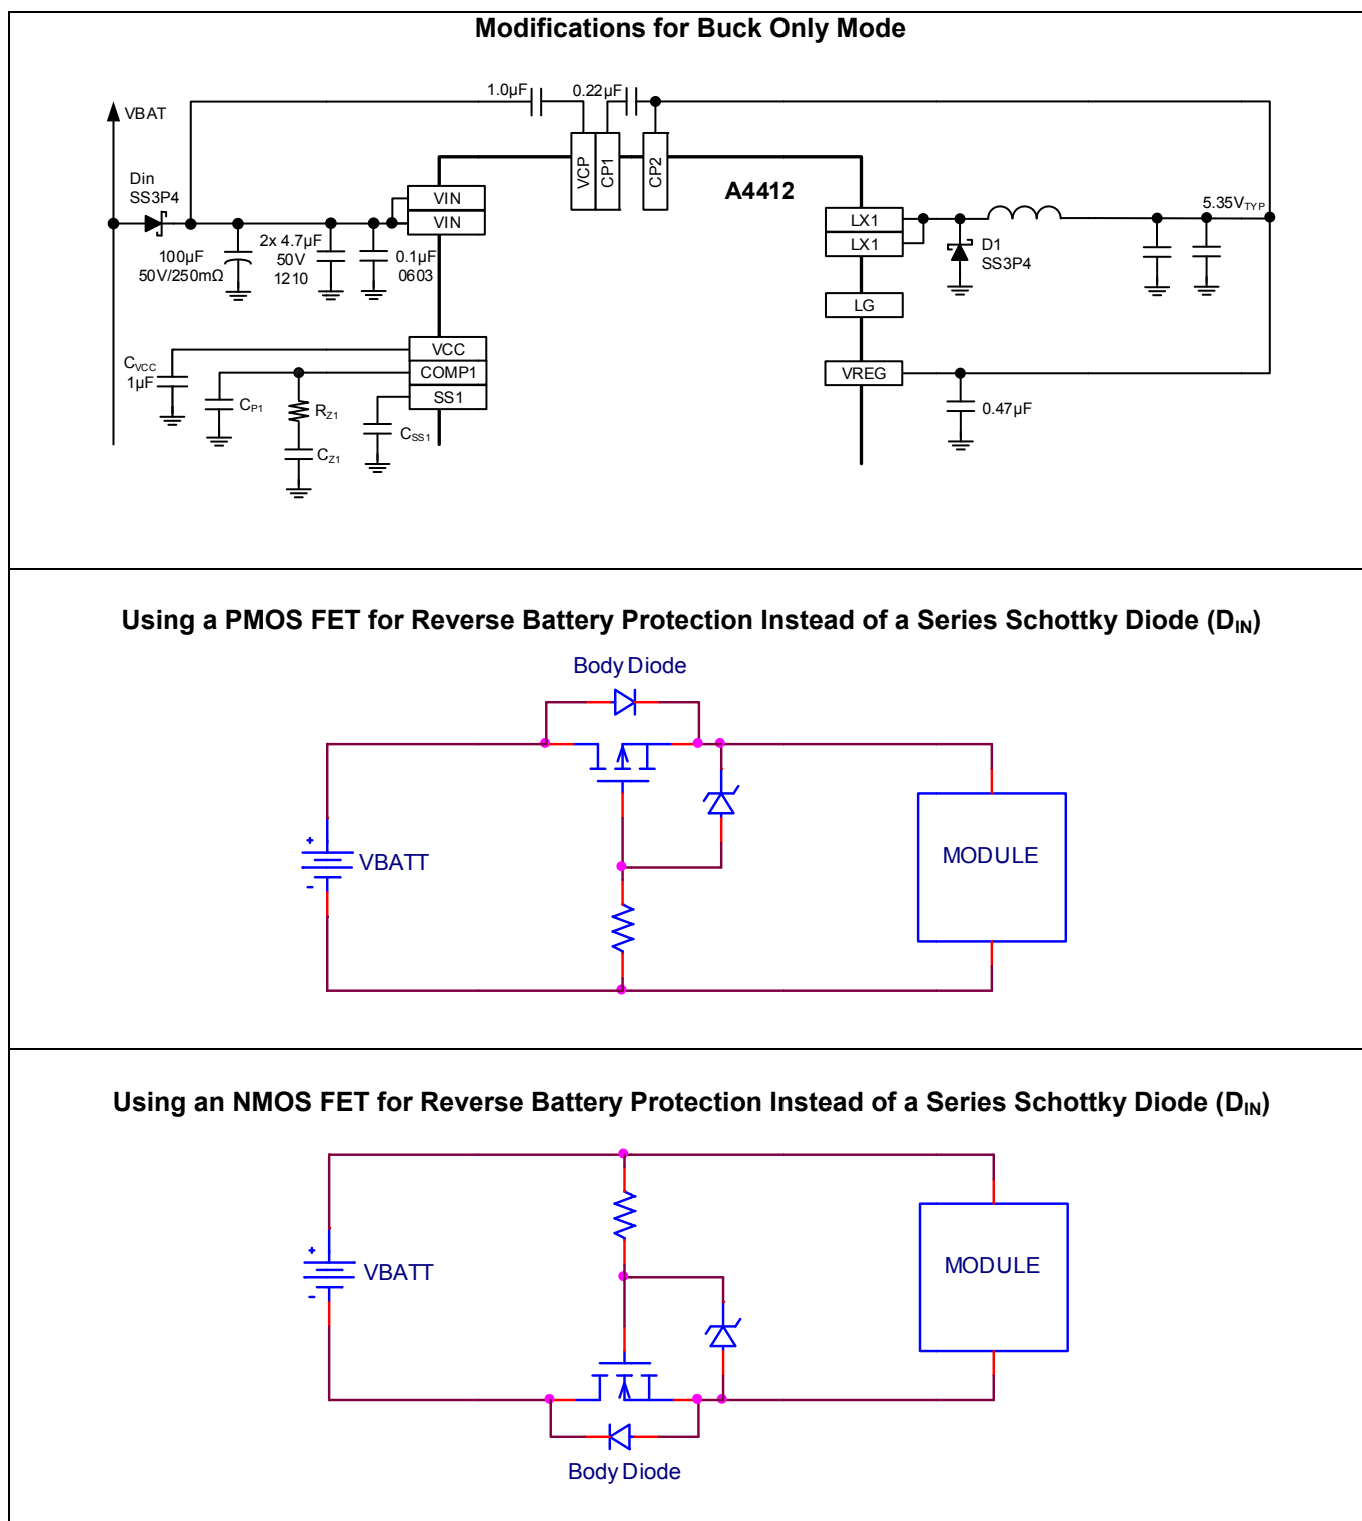 Modifications for Buck Only Mode
1.0µF
0.22µF
VBAT
VCP
CP1
CP2
A4412
Din
SS3P4
VIN
VIN
5.35VTYP
LX1
LX1
100µF
50V/250mΩ
2x 4.7µF
50V
1210
0.1µF
0603
D1
SS3P4
LG
VCC
COMP1
SS1
VREG
CVCC
1µF
CP1
RZ1
CSS1
CZ1
0.47µF
Using a PMOS FET for Reverse Battery Protection Instead of a Series Schottky Diode (DIN)
Body Diode
+
VBATT
-
MODULE
Using an NMOS FET for Reverse Battery Protection Instead of a Series Schottky Diode (DIN)
+
VBATT
-
MODULE
Body Diode